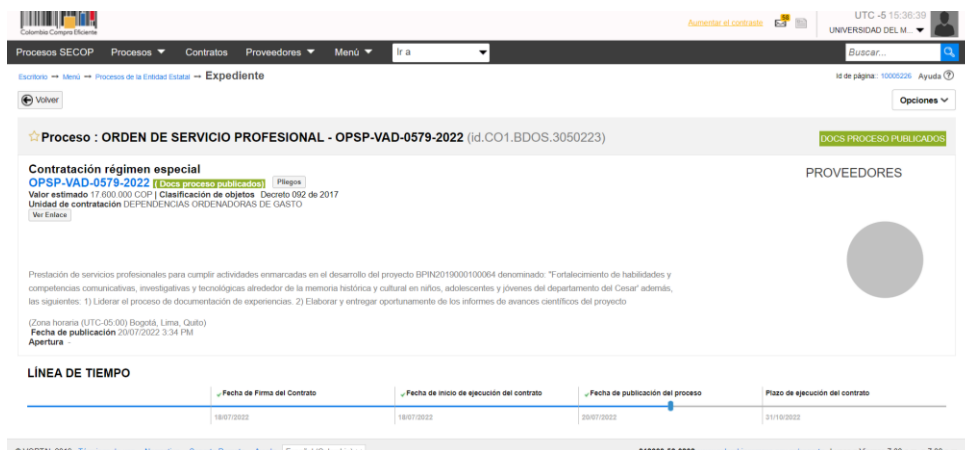 Colombia Compra Eficiente
Aumentar el contraste
UTC -5 15:36:39
UNIVERSIDAD DEL M...
Procesos SECOP Procesos Contratos Proveedores Menú Ir a Buscar...
Escritorio → Menú → Procesos de la Entidad Estatal → Expediente
Id de página:: 10005226 Ayuda
Volver
Opciones
Proceso : ORDEN DE SERVICIO PROFESIONAL - OPSP-VAD-0579-2022 (id.CO1.BDOS.3050223)
DOCS PROCESO PUBLICADOS
Contratación régimen especial
PROVEEDORES
OPSP-VAD-0579-2022 ( Docs proceso publicados) Pliegos
Valor estimado 17.600.000 COP | Clasificación de objetos Decreto 092 de 2017
Unidad de contratación DEPENDENCIAS ORDENADORAS DE GASTO
Ver Enlace
Prestación de servicios profesionales para cumplir actividades enmarcadas en el desarrollo del proyecto BPIN2019000100064 denominado: "Fortalecimiento de habilidades y
competencias comunicativas, investigativas y tecnológicas alrededor de la memoria histórica y cultural en niños, adolescentes y jóvenes del departamento del Cesar' además,
las siguientes: 1) Liderar el proceso de documentación de experiencias. 2) Elaborar y entregar oportunamente de los informes de avances científicos del proyecto
(Zona horaria (UTC-05:00) Bogotá, Lima, Quito)
Fecha de publicación 20/07/2022 3:34 PM
Apertura -
LÍNEA DE TIEMPO
Fecha de Firma del Contrato
Fecha de inicio de ejecución del contrato
Fecha de publicación del proceso
Plazo de ejecución del contrato
18/07/2022
18/07/2022
20/07/2022
31/10/2022